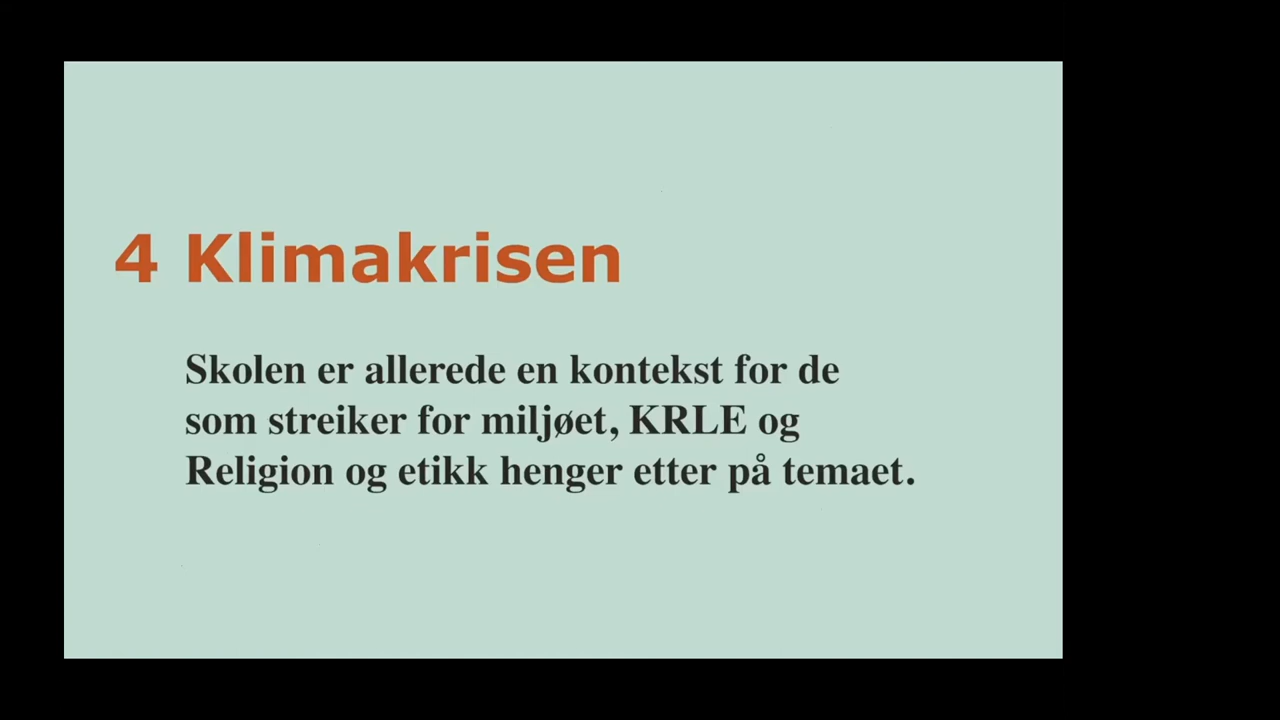 4 Klimakrisen
Skolen er allerede en kontekst for de
som streiker for miljøet, KRLE og
Religion og etikk henger etter på temaet.